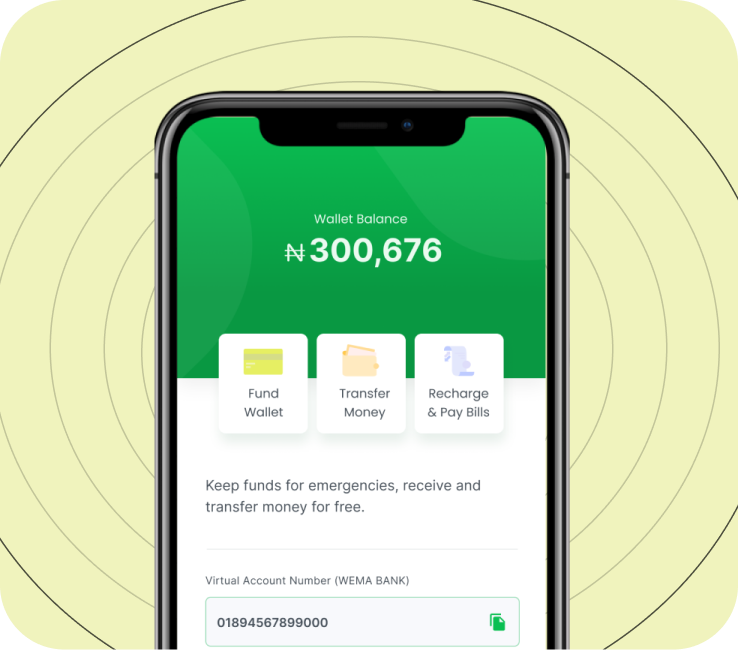 Wallet Balance
₦300,676
Fund
Wallet
Transfer
Money
Recharge
& Pay Bills
Keep funds for emergencies, receive and
transfer money for free.
Virtual Account Number (WEMA BANK)
01894567899000